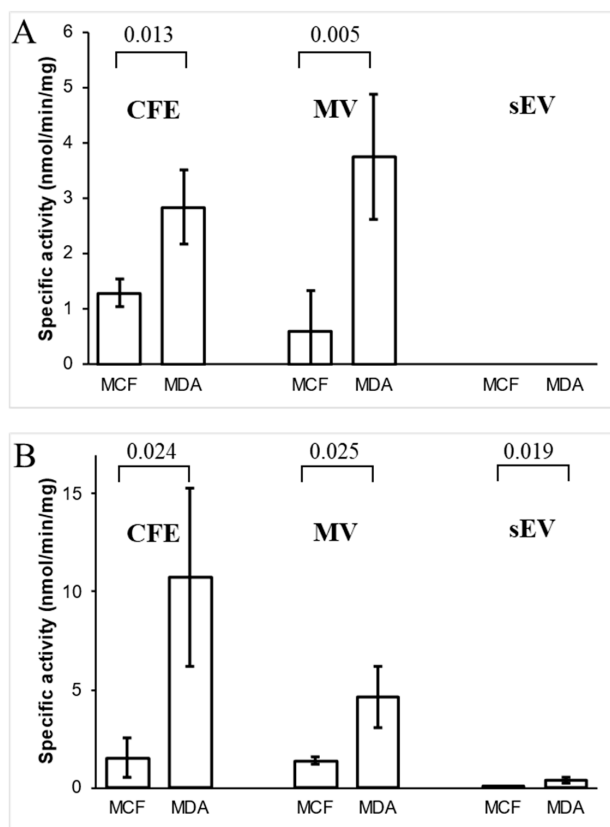 A
0.013
0.005
CFE
MV
sEV
Specific activity (nmol/min/mg)
6
5
4
3
2
1
0
MCF MDA MCF MDA MCF MDA
B
0.024
0.025
0.019
CFE
MV
sEV
Specific activity (nmol/min/mg)
15
10
5
0
MCF MDA MCF MDA MCF MDA